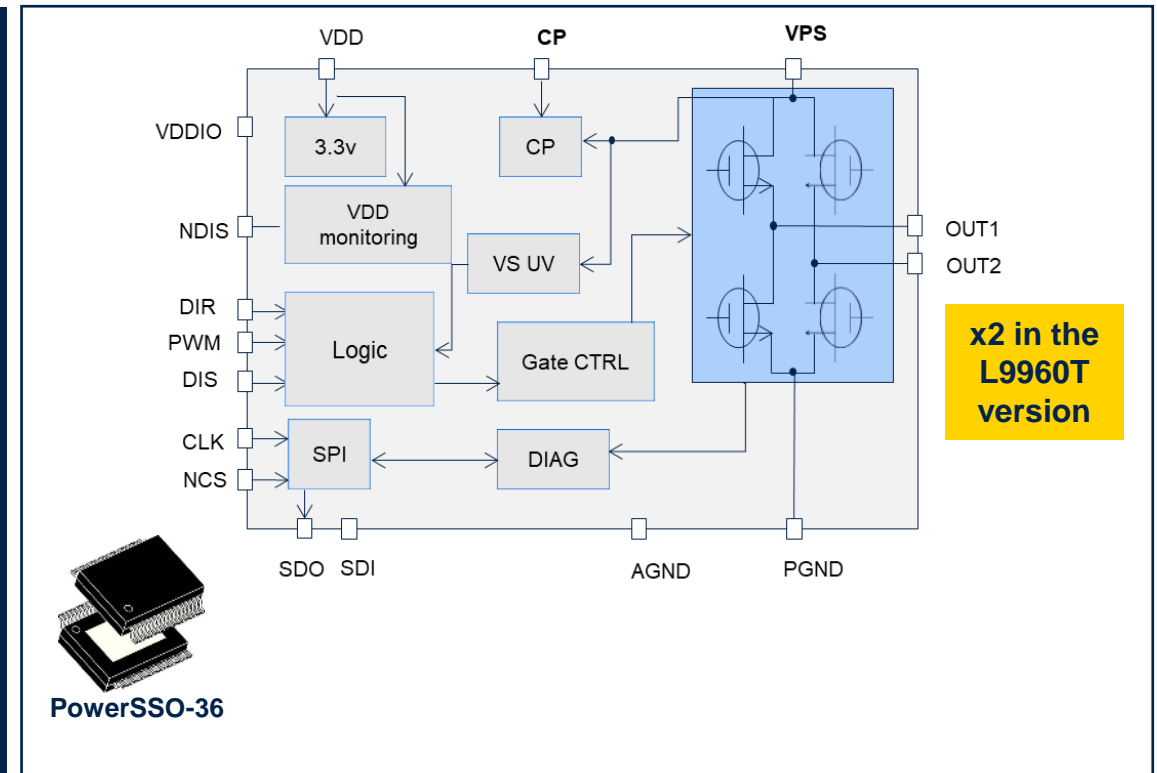 VDD
CP
VPS
VDDIO
3.3v
CP
NDIS
VDD
monitoring
VS UV
OUT1
OUT2
DIR
PWM
DIS
Logic
Gate CTRL
x2 in the
L9960T
version
CLK
NCS
SPI
DIAG
SDO
SDI
AGND
PGND
PowerSSO-36